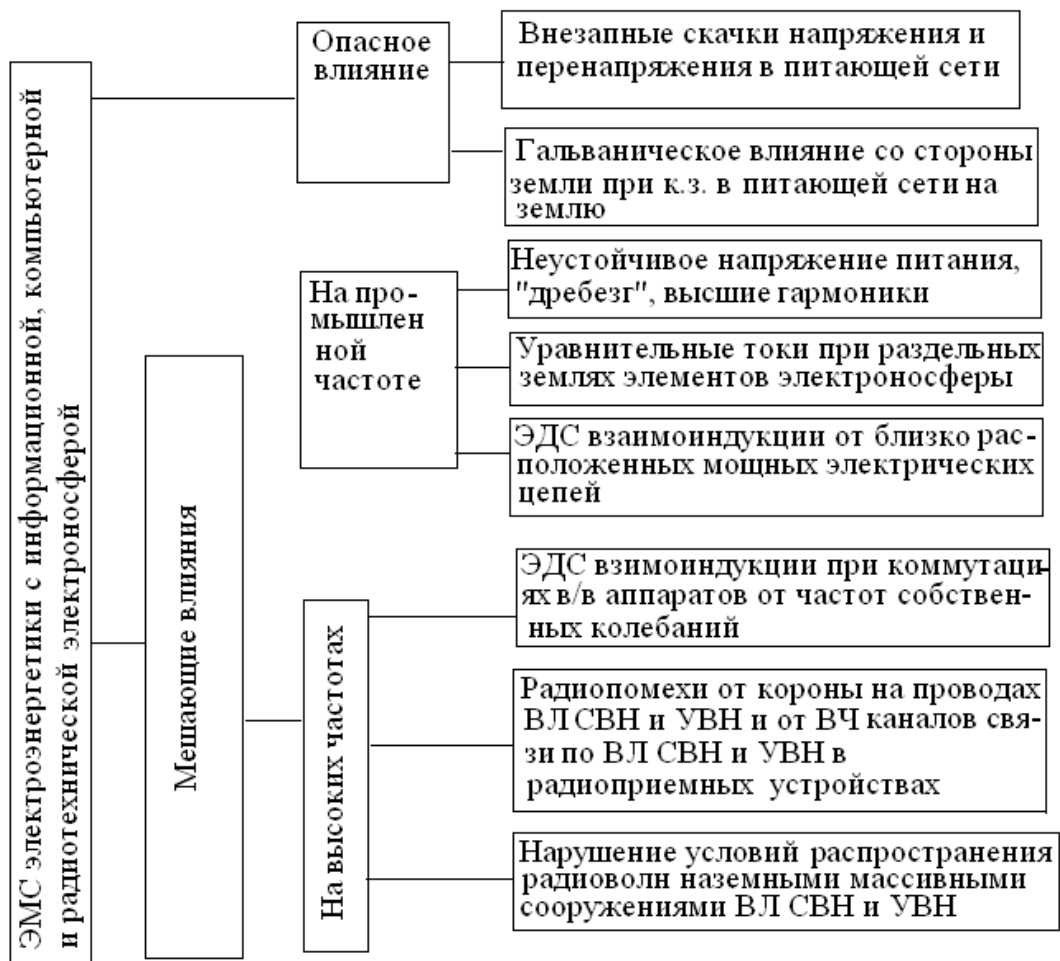 ЭМС электроэнергетики с информационной, компьютерной
и радиотехнической электроносферой
Опасное
влияние
Внезапные скачки напряжения и
перенапряжения в питающей сети
Гальваническое влияние со стороны
земли при к.з. в питающей сети на
землю
Мешающие влияния
На про-
мышлен
ной
частоте
Неустойчивое напряжение питания,
"дребезг", высшие гармоники
Уравнительные токи при раздельных
землях элементов электроносферы
ЭДС взаимоиндукции от близко рас-
положенных мощных электрических
цепей
На высоких частотах
ЭДС взимоиндукции при коммутаци-
ях в/в аппаратов от частот собствен-
ных колебаний
Радиопомехи от короны на проводах
ВЛ СВН и УВН и от ВЧ каналов свя-
зи по ВЛ СВН и УВН в
радиоприемных устройствах
Нарушение условий распространения
радиоволн наземными массивными
сооружениями ВЛ СВН и УВН